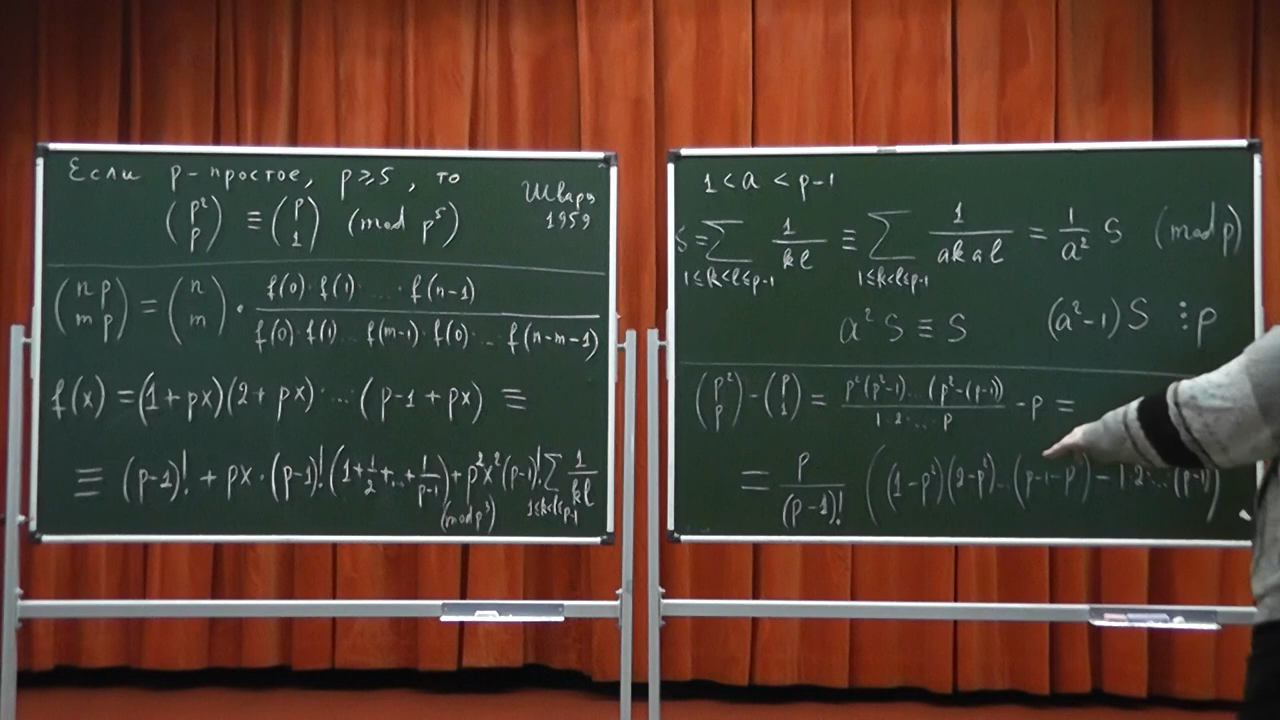 Если p-простое, p≥5, то
Шварц
1959
(p² p) ≡ (p 1) (mod p⁵)
(np mp) = (n m) · f(0)·f(1)· ... ·f(n-1) / f(0)·f(1)·...·f(m-1)·f(0)·...·f(n-m-1)
f(x) = (1+px)(2+px)· ... ·(p-1+px) ≡
≡ (p-1)! + px·(p-1)!(1+1/2+...+1/(p-1)) + p²x²(p-1)! ∑ 1/kl
(mod p³) 1≤k<l≤p-1
1<a<p-1
S = ∑ 1/kl ≡ ∑ 1/(ak al) = 1/a² S (mod p)
1≤k<l≤p-1 1≤k<l≤p-1
a²S ≡ S (a²-1)S ⋮ p
(p² p) - (p 1) = p²(p²-1)...(p²-(p-1)) / 1·2·...·p - p =
= p/(p-1)! ((1-p²)(2-p²)...(p-1-p²) - 1·2·...·(p-1))